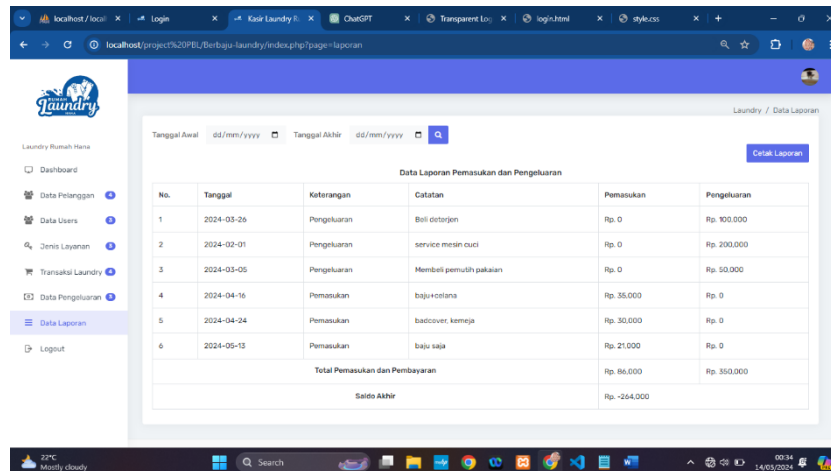 localhost / local
Login
Kasir Laundry Ru
ChatGPT
Transparent Log
login.html
style.css
localhost/project%20PBL/Berbaju-laundry/index.php?page=laporan
RUMAH
Laundry
HANA
Laundry / Data Laporan
Laundry Rumah Hana
Dashboard
Data Pelanggan
Data Users
Jenis Layanan
Transaksi Laundry
Data Pengeluaran
Data Laporan
Logout
Tanggal Awal dd/mm/yyyy Tanggal Akhir dd/mm/yyyy
Cetak Laporan
Data Laporan Pemasukan dan Pengeluaran
No. Tanggal Keterangan Catatan Pemasukan Pengeluaran
1 2024-03-26 Pengeluaran Beli deterjen Rp. 0 Rp. 100,000
2 2024-02-01 Pengeluaran service mesin cuci Rp. 0 Rp. 200,000
3 2024-03-05 Pengeluaran Membeli pemutih pakaian Rp. 0 Rp. 50,000
4 2024-04-16 Pemasukan baju+celana Rp. 35,000 Rp. 0
5 2024-04-24 Pemasukan badcover, kemeja Rp. 30,000 Rp. 0
6 2024-05-13 Pemasukan baju saja Rp. 21,000 Rp. 0
Total Pemasukan dan Pembayaran Rp. 86,000 Rp. 350,000
Saldo Akhir Rp. -264,000
22°C
Mostly cloudy
Search
00:34
14/05/2024